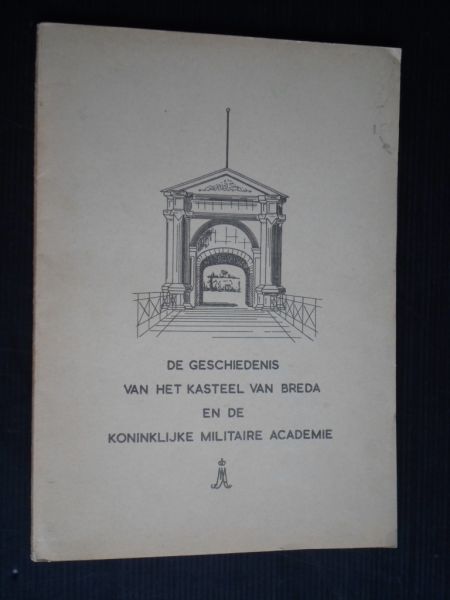 DE GESCHIEDENIS
VAN HET KASTEEL VAN BREDA
EN DE
KONINKLIJKE MILITAIRE ACADEMIE